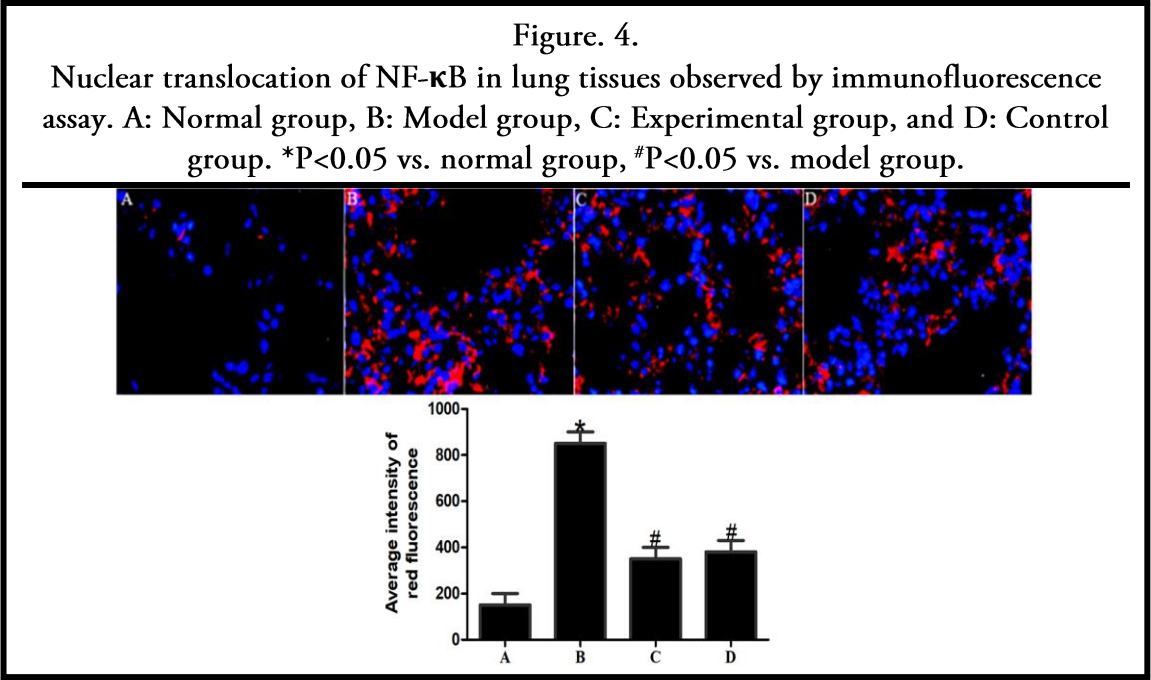 Figure. 4.
Nuclear translocation of NF-κB in lung tissues observed by immunofluorescence
assay. A: Normal group, B: Model group, C: Experimental group, and D: Control
group. *P<0.05 vs. normal group, #P<0.05 vs. model group.
A B C D
1000
800
600
400
200
0
Average intensity of
red fluorescence
*
#
#
A B C D